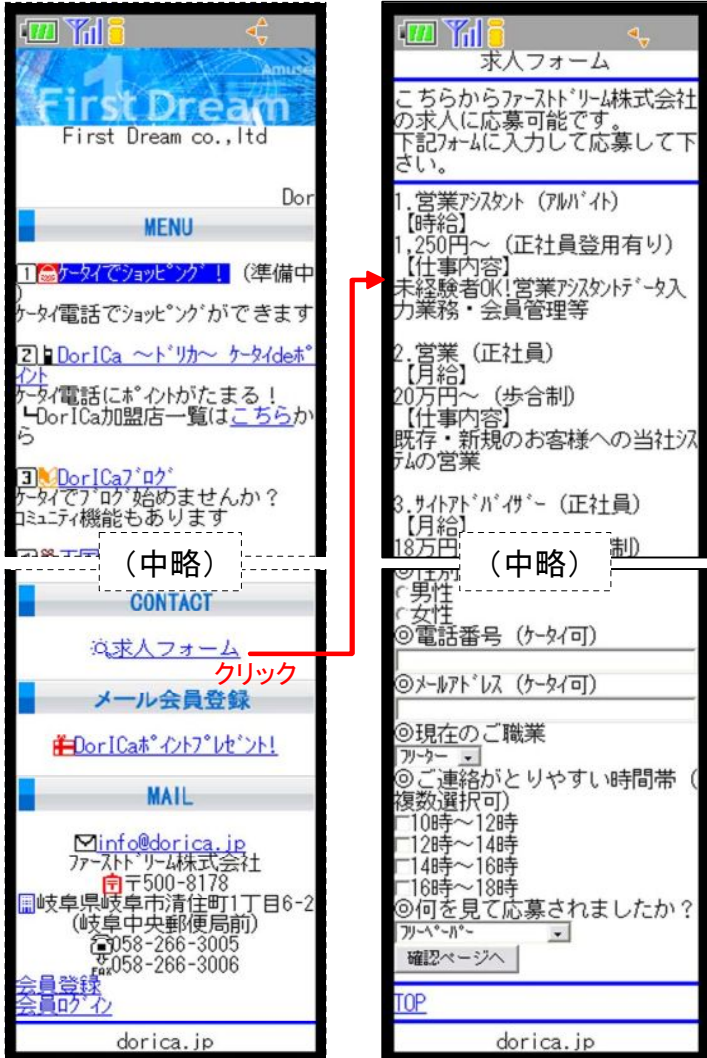 Amuse
1
First Dream
First Dream co.,ltd
Dor
MENU
1 ケータイでショッピング！ (準備中
)
ケータイ電話でショッピングができます
2 DorICa ～ドリカ～ ケータイdeポ
イント
ケータイ電話にポイントがたまる！
┗DorICa加盟店一覧はこちらか
ら
3 DorICaブログ
ケータイでブログ始めませんか？
コミュニティ機能もあります
（中略）
CONTACT
求人フォーム
クリック
メール会員登録
DorICaポイントプレゼント!
MAIL
info@dorica.jp
ファーストドリーム株式会社
〒500-8178
岐阜県岐阜市清住町1丁目6-2
(岐阜中央郵便局前)
058-266-3005
FAX058-266-3006
会員登録
会員ログイン
dorica.jp
求人フォーム
こちらからファーストドリーム株式会社
の求人に応募可能です。
下記フォームに入力して応募して下
さい。
1.営業アシスタント (アルバイト)
【時給】
1,250円～ (正社員登用有り)
【仕事内容】
未経験者OK!営業アシスタントデータ入
力業務・会員管理等
2.営業 (正社員)
【月給】
20万円～ (歩合制)
【仕事内容】
既存・新規のお客様への当社シス
テムの営業
3.サイトアドバイザー (正社員)
【月給】
18万円
制)
（中略）
◎性別
男性
女性
◎電話番号 (ケータイ可)
◎メールアドレス (ケータイ可)
◎現在のご職業
フリーター
◎ご連絡がとりやすい時間帯 (
複数選択可)
10時～12時
12時～14時
14時～16時
16時～18時
◎何を見て応募されましたか？
フリーペーパー
確認ページへ
TOP
dorica.jp